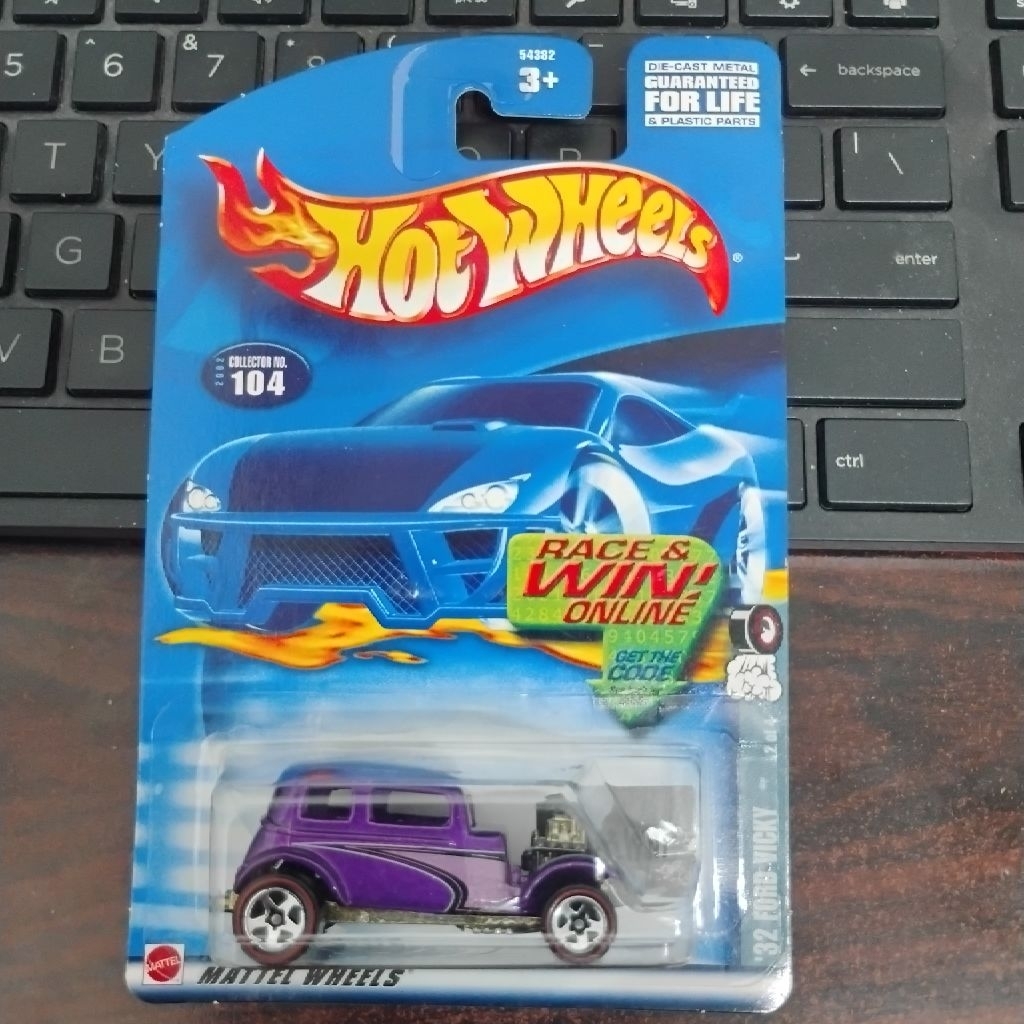 5
^
6
&
7
*
backspace
T
Y
O
P
| \
G
enter
V
B
ctrl
54382
3+
DIE-CAST METAL
GUARANTEED
FOR LIFE
& PLASTIC PARTS
HOT WHEELS®
2002
COLLECTOR NO.
104
RACE &
WIN!
ONLINE
9404579
GET THE
CODE
'32 FORD-VICKY
MATTEL
MATTEL WHEELS